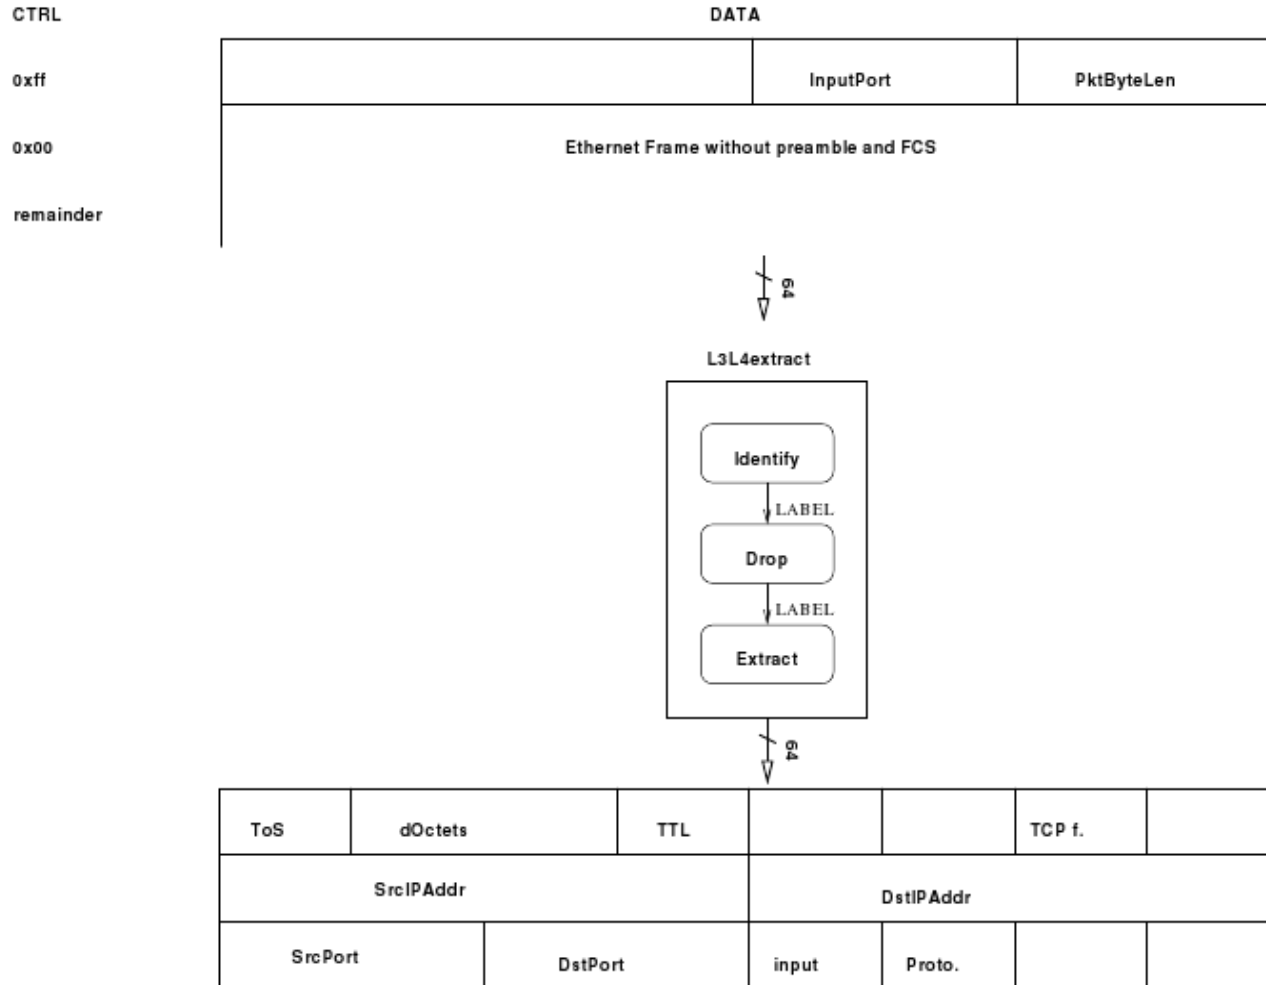 CTRL DATA
0xff InputPort PktByteLen
0x00 Ethernet Frame without preamble and FCS
remainder
64
L3L4extract
Identify
LABEL
Drop
LABEL
Extract
64
ToS dOctets TTL TCP f.
SrcIPAddr DstIPAddr
SrcPort DstPort input Proto.